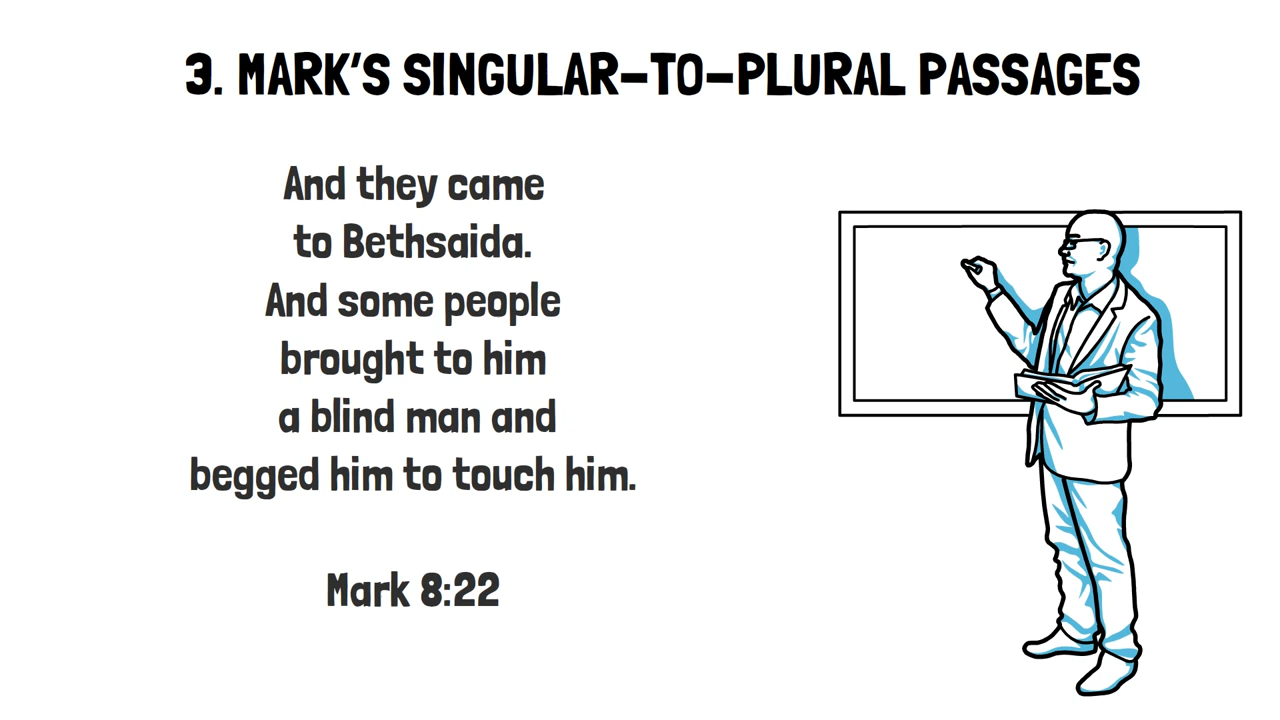 3. MARK'S SINGULAR-TO-PLURAL PASSAGES
And they came
to Bethsaida.
And some people
brought to him
a blind man and
begged him to touch him.
Mark 8:22